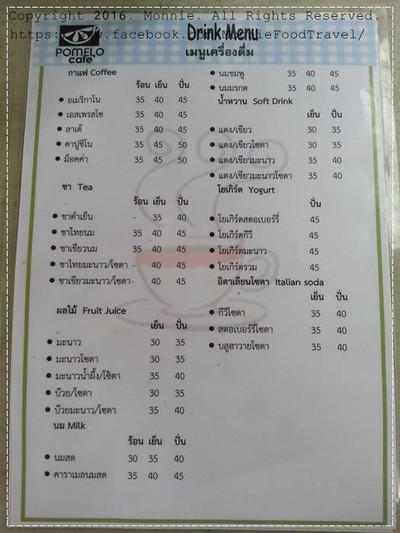 Copyright 2016. Monnie. All Rights Reserved.
POMELO
cafe
Drink Menu
เมนูเครื่องดื่ม
กาแฟ Coffee
ร้อน เย็น ปั่น
อเมริกาโน 35 40 45
เอสเพรสโซ 35 40 45
ลาเต้ 35 40 45
คาปูชิโน 35 45 50
ม็อคค่า 35 45 50
ชา Tea
ร้อน เย็น ปั่น
ชาดำเย็น - 35 40
ชาไทยนม 35 40 45
ชาเขียวนม 35 40 45
ชาไทยมะนาว/โซดา - 40 45
ชาเขียวมะนาว/โซดา - 40 45
ผลไม้ Fruit Juice
เย็น ปั่น
มะนาว 30 35
มะนาวโซดา 30 35
มะนาวน้ำผึ้ง/โซดา 35 40
บ๊วย/โซดา 30 35
บ๊วยมะนาว/โซดา 35 40
นม Milk
ร้อน เย็น ปั่น
นมสด 30 35 40
คาราเมลนมสด 35 40 45
นมชมพู 35 40 45
นมมรกต 35 40 45
น้ำหวาน Soft Drink
เย็น ปั่น
แดง/เขียว 30 35
แดง/เขียวโซดา 30 35
แดง/เขียวมะนาว 35 40
แดง/เขียวมะนาวโซดา 35 40
โยเกิร์ต Yogurt
ปั่น
โยเกิร์ตสตอเบอร์รี่ 45
โยเกิร์ตกีวี 45
โยเกิร์ตมะนาว 45
โยเกิร์ตรวม 45
อิตาเลียนโซดา Italian soda
เย็น ปั่น
กีวีโซดา 35 40
สตอเบอร์รี่โซดา 35 40
บลูฮาวายโซดา 35 40